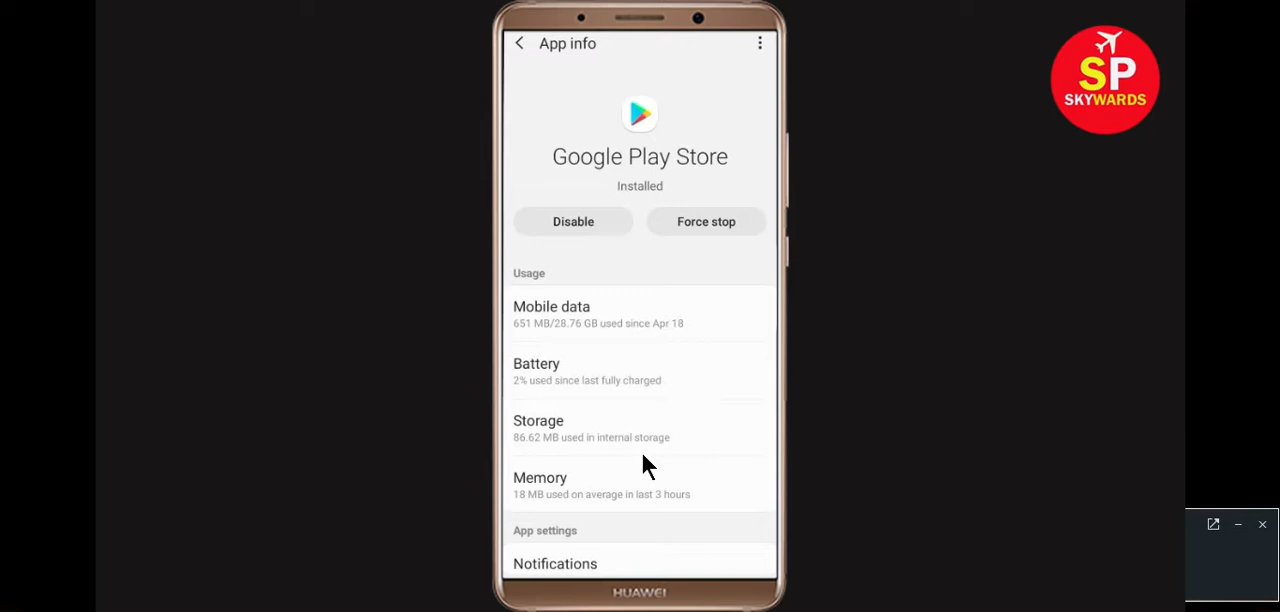 App info
SP
SKYWARDS
Google Play Store
Installed
Disable
Force stop
Usage
Mobile data
651 MB/28.76 GB used since Apr 18
Battery
2% used since last fully charged
Storage
86.62 MB used in internal storage
Memory
18 MB used on average in last 3 hours
App settings
Notifications
HUAWEI